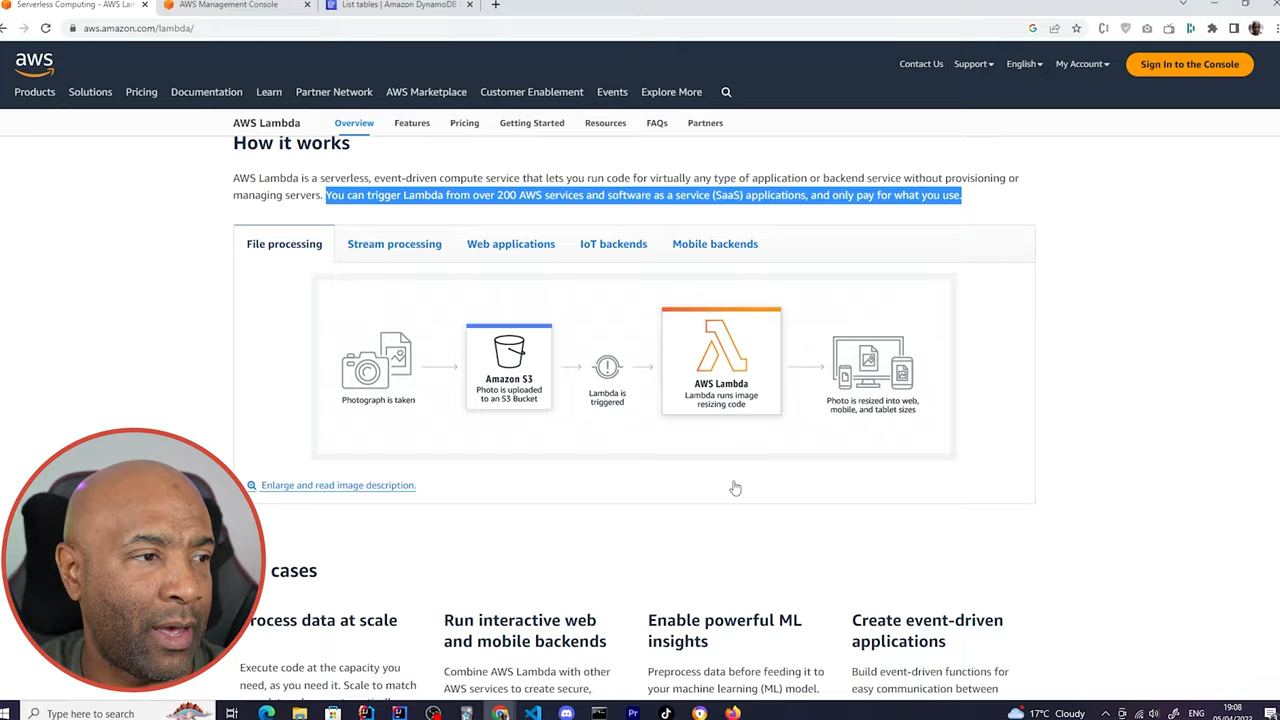 Serverless Computing - AWS La
AWS Management Console
List tables | Amazon DynamoDB
aws.amazon.com/lambda/
aws
Contact Us Support English My Account Sign In to the Console
Products Solutions Pricing Documentation Learn Partner Network AWS Marketplace Customer Enablement Events Explore More
AWS Lambda Overview Features Pricing Getting Started Resources FAQs Partners
How it works
AWS Lambda is a serverless, event-driven compute service that lets you run code for virtually any type of application or backend service without provisioning or
managing servers. You can trigger Lambda from over 200 AWS services and software as a service (SaaS) applications, and only pay for what you use.
File processing Stream processing Web applications IoT backends Mobile backends
Photograph is taken
Amazon S3
Photo is uploaded
to an S3 Bucket
Lambda is
triggered
AWS Lambda
Lambda runs image
resizing code
Photo is resized into web,
mobile, and tablet sizes
Enlarge and read image description.
cases
rocess data at scale
Execute code at the capacity you
need, as you need it. Scale to match
Run interactive web
and mobile backends
Combine AWS Lambda with other
AWS services to create secure,
Enable powerful ML
insights
Preprocess data before feeding it to
your machine learning (ML) model.
Create event-driven
applications
Build event-driven functions for
easy communication between
Type here to search
17°C Cloudy
ENG
19:08
05/04/2023